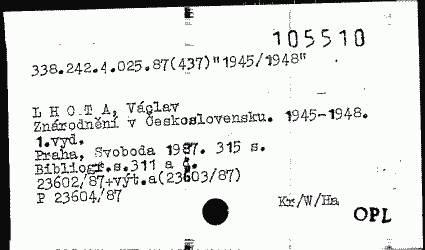 105510
338.242.4.025.87(437)"1945/1948"
L H O T A, Václav
Znárodnění v Československu. 1945-1948.
1.vyd.
Praha, Svoboda 1987. 315 s.
Bibliogr.s.311 a
23602/87+výt.a(23603/87)
P 23604/87
Kr/W/Ha
OPL